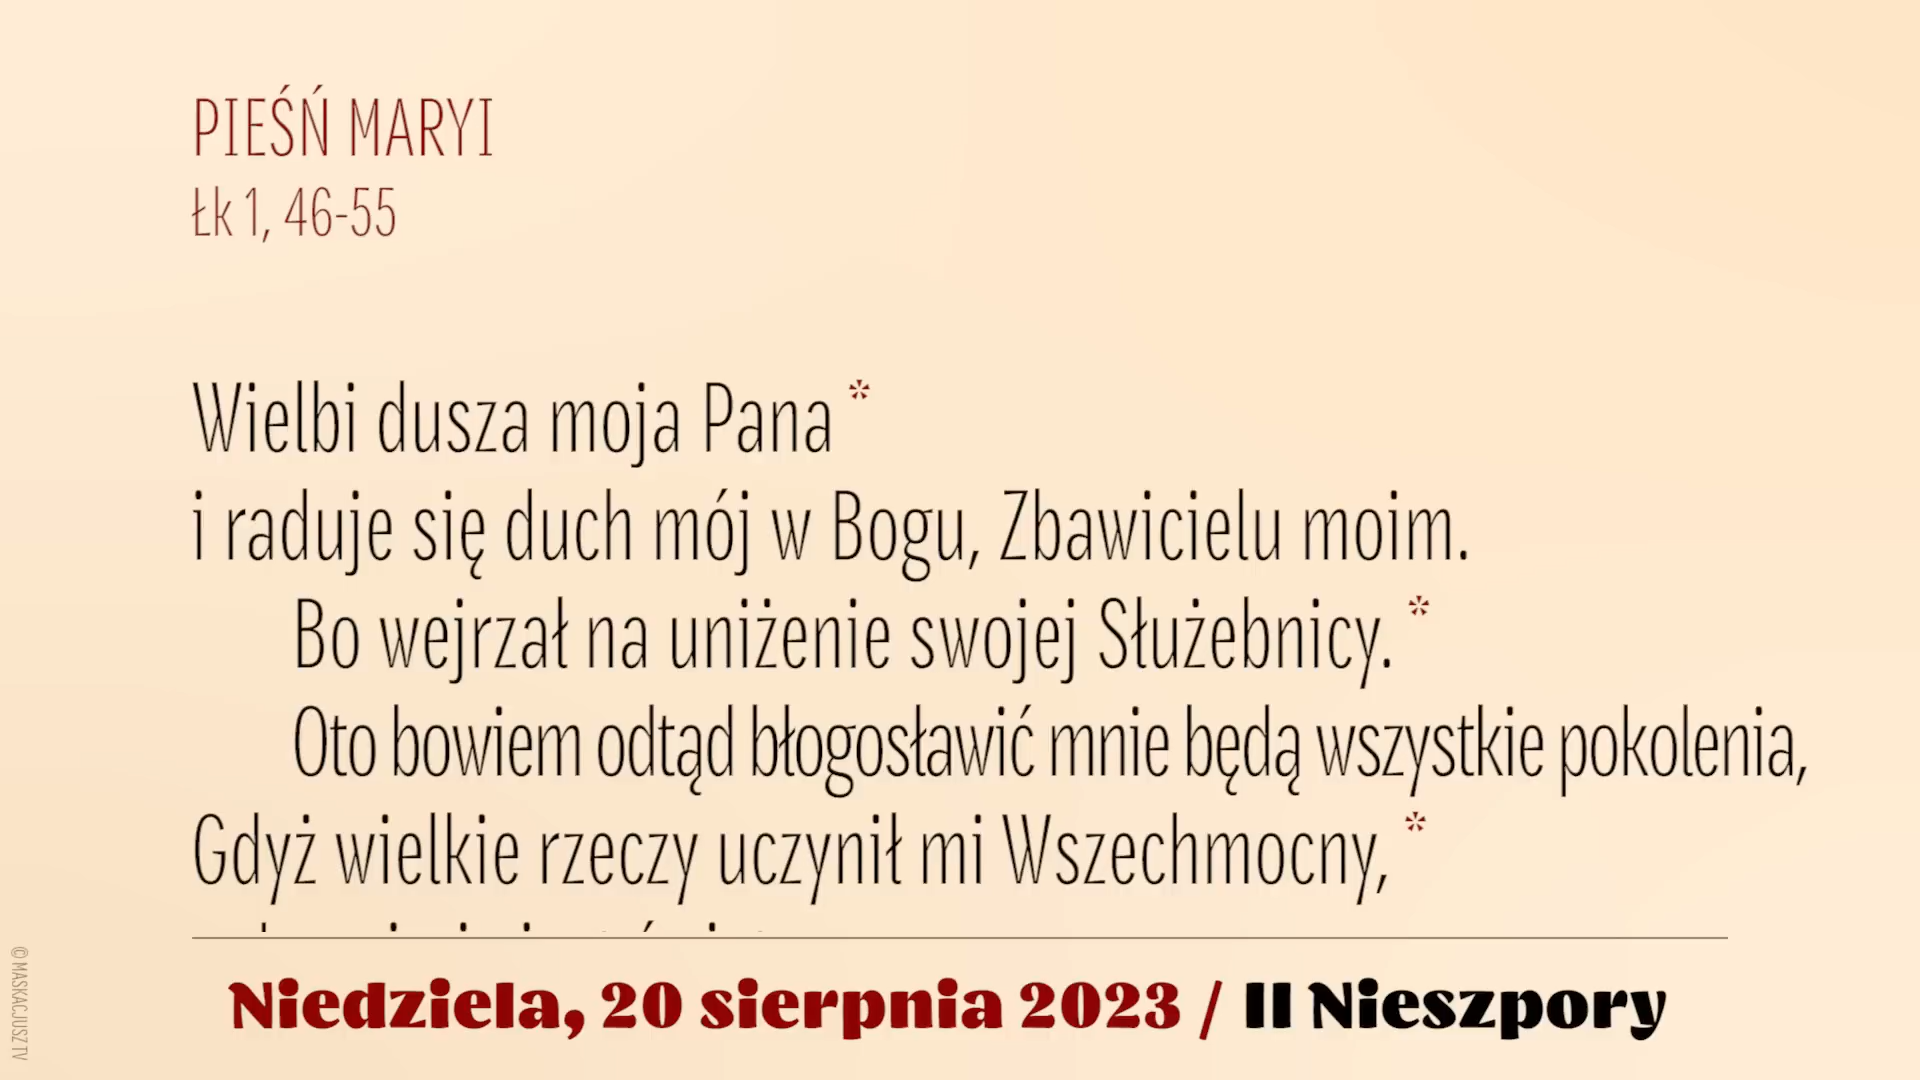 PIEŚŃ MARYI
Łk 1, 46-55
Wielbi dusza moja Pana *
i raduje się duch mój w Bogu, Zbawicielu moim.
Bo wejrzał na uniżenie swojej Służebnicy. *
Oto bowiem odtąd błogosławić mnie będą wszystkie pokolenia,
Gdyż wielkie rzeczy uczynił mi Wszechmocny, *
Niedziela, 20 sierpnia 2023 / II Nieszpory
© MASKACJUSZ TV